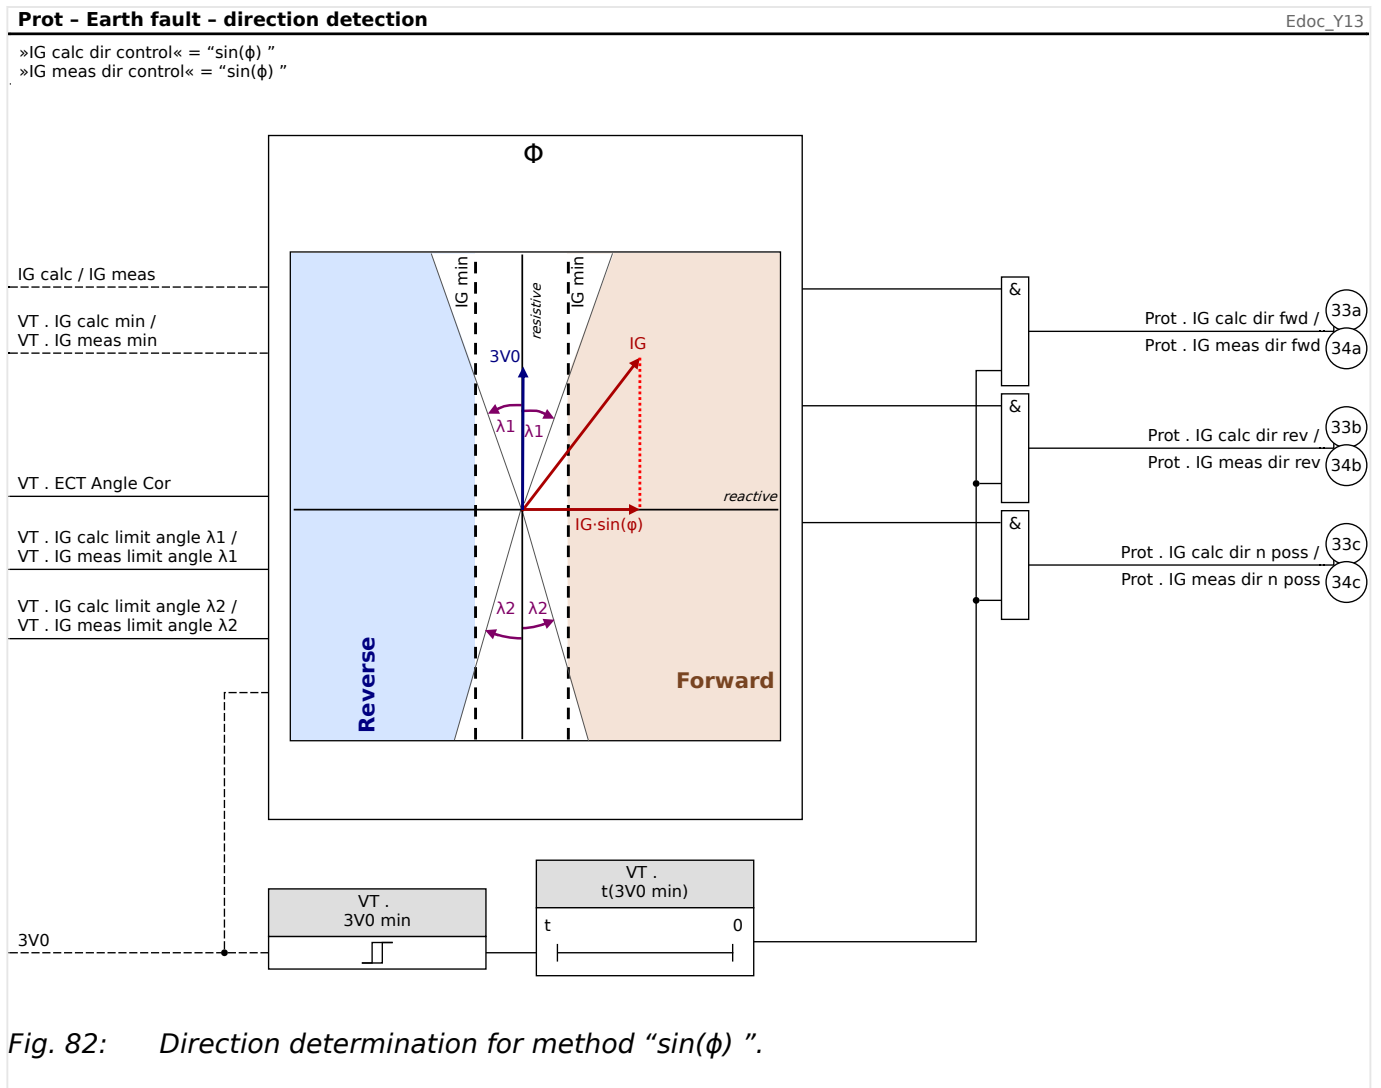 Prot – Earth fault – direction detection
Edoc_Y13
»IG calc dir control« = “sin(ϕ) ”
»IG meas dir control« = “sin(ϕ) ”
Φ
IG calc / IG meas
VT . IG calc min /
VT . IG meas min
VT . ECT Angle Cor
VT . IG calc limit angle λ1 /
VT . IG meas limit angle λ1
VT . IG calc limit angle λ2 /
VT . IG meas limit angle λ2
3V0
IG min
resistive
IG min
3V0
IG
λ1
λ1
reactive
IG·sin(φ)
λ2
λ2
Reverse
Forward
&
Prot . IG calc dir fwd /
33a
Prot . IG meas dir fwd
34a
&
Prot . IG calc dir rev /
33b
Prot . IG meas dir rev
34b
&
Prot . IG calc dir n poss /
33c
Prot . IG meas dir n poss
34c
VT .
3V0 min
VT .
t(3V0 min)
t
0
Fig. 82: Direction determination for method “sin(ϕ) ”.